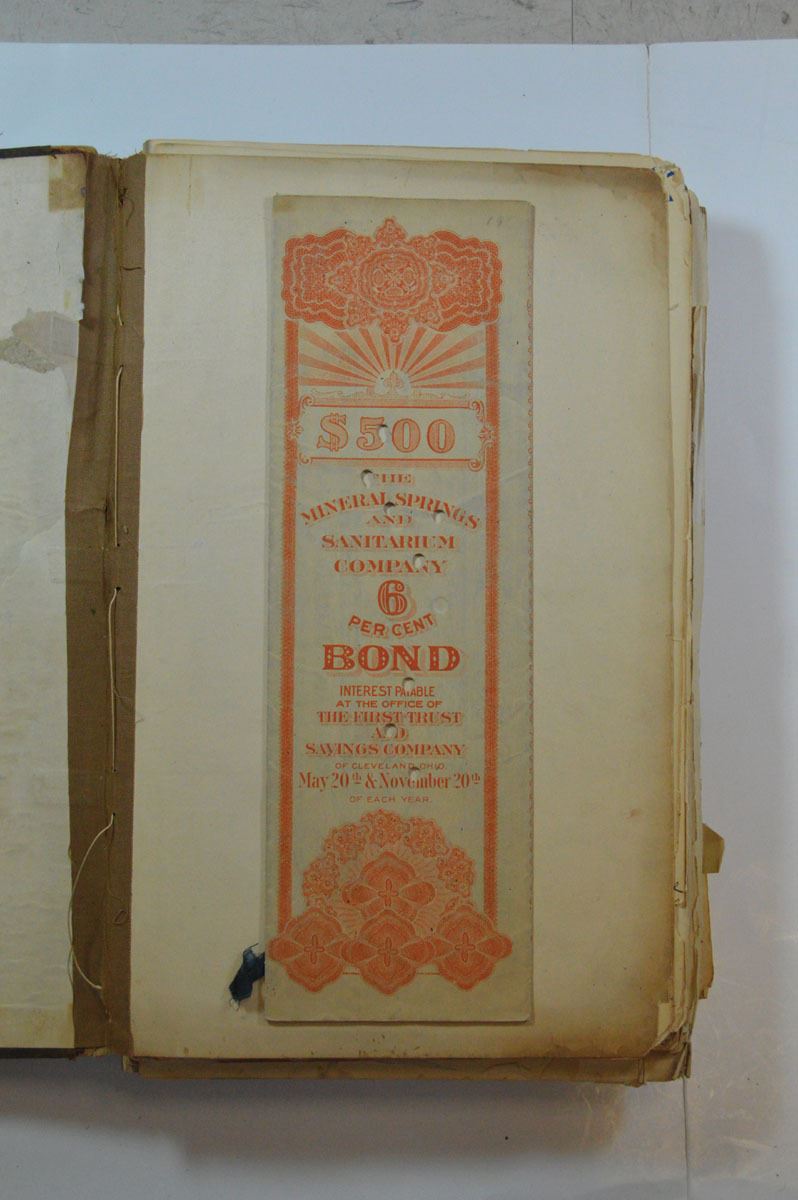 $500
THE
MINERAL SPRINGS
AND
SANITARIUM
COMPANY
6
PER CENT
BOND
INTEREST PAYABLE
AT THE OFFICE OF
THE FIRST TRUST
AND
SAVINGS COMPANY
OF CLEVELAND, OHIO.
May 20th & November 20th
OF EACH YEAR.